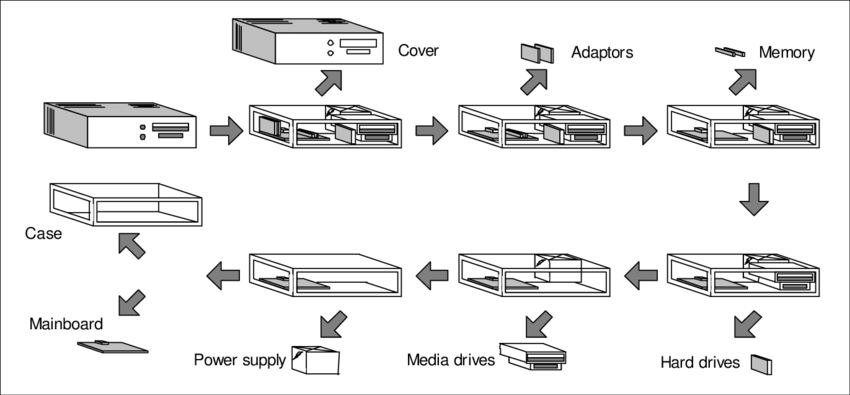 Cover
Adaptors
Memory
Case
Mainboard
Power supply
Media drives
Hard drives